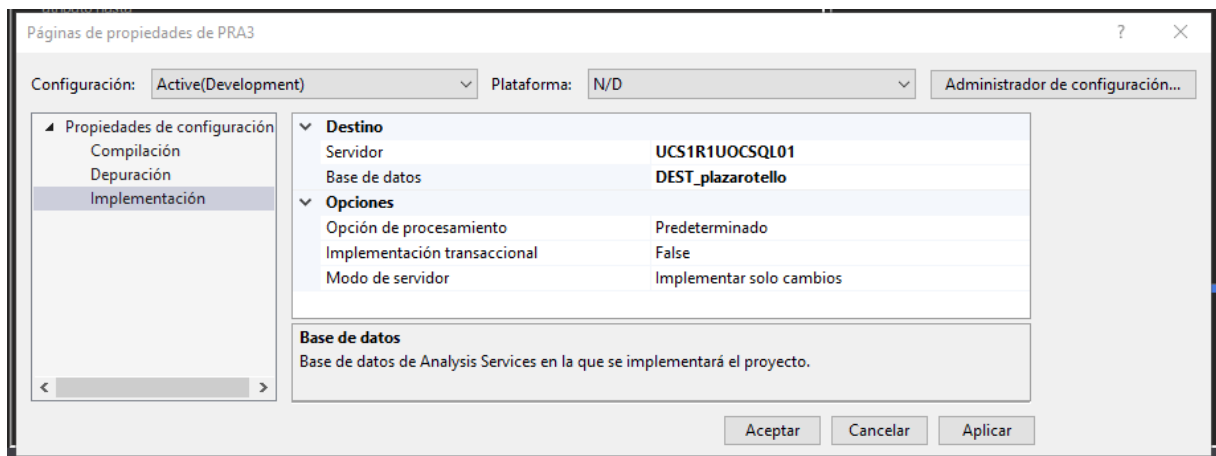 Páginas de propiedades de PRA3 ?
Configuración: Active(Development) Plataforma: N/D Administrador de configuración...
Propiedades de configuración
Compilación
Depuración
Implementación
Destino
Servidor UCS1R1UOCSQL01
Base de datos DEST_plazarotello
Opciones
Opción de procesamiento Predeterminado
Implementación transaccional False
Modo de servidor Implementar solo cambios
Base de datos
Base de datos de Analysis Services en la que se implementará el proyecto.
Aceptar Cancelar Aplicar